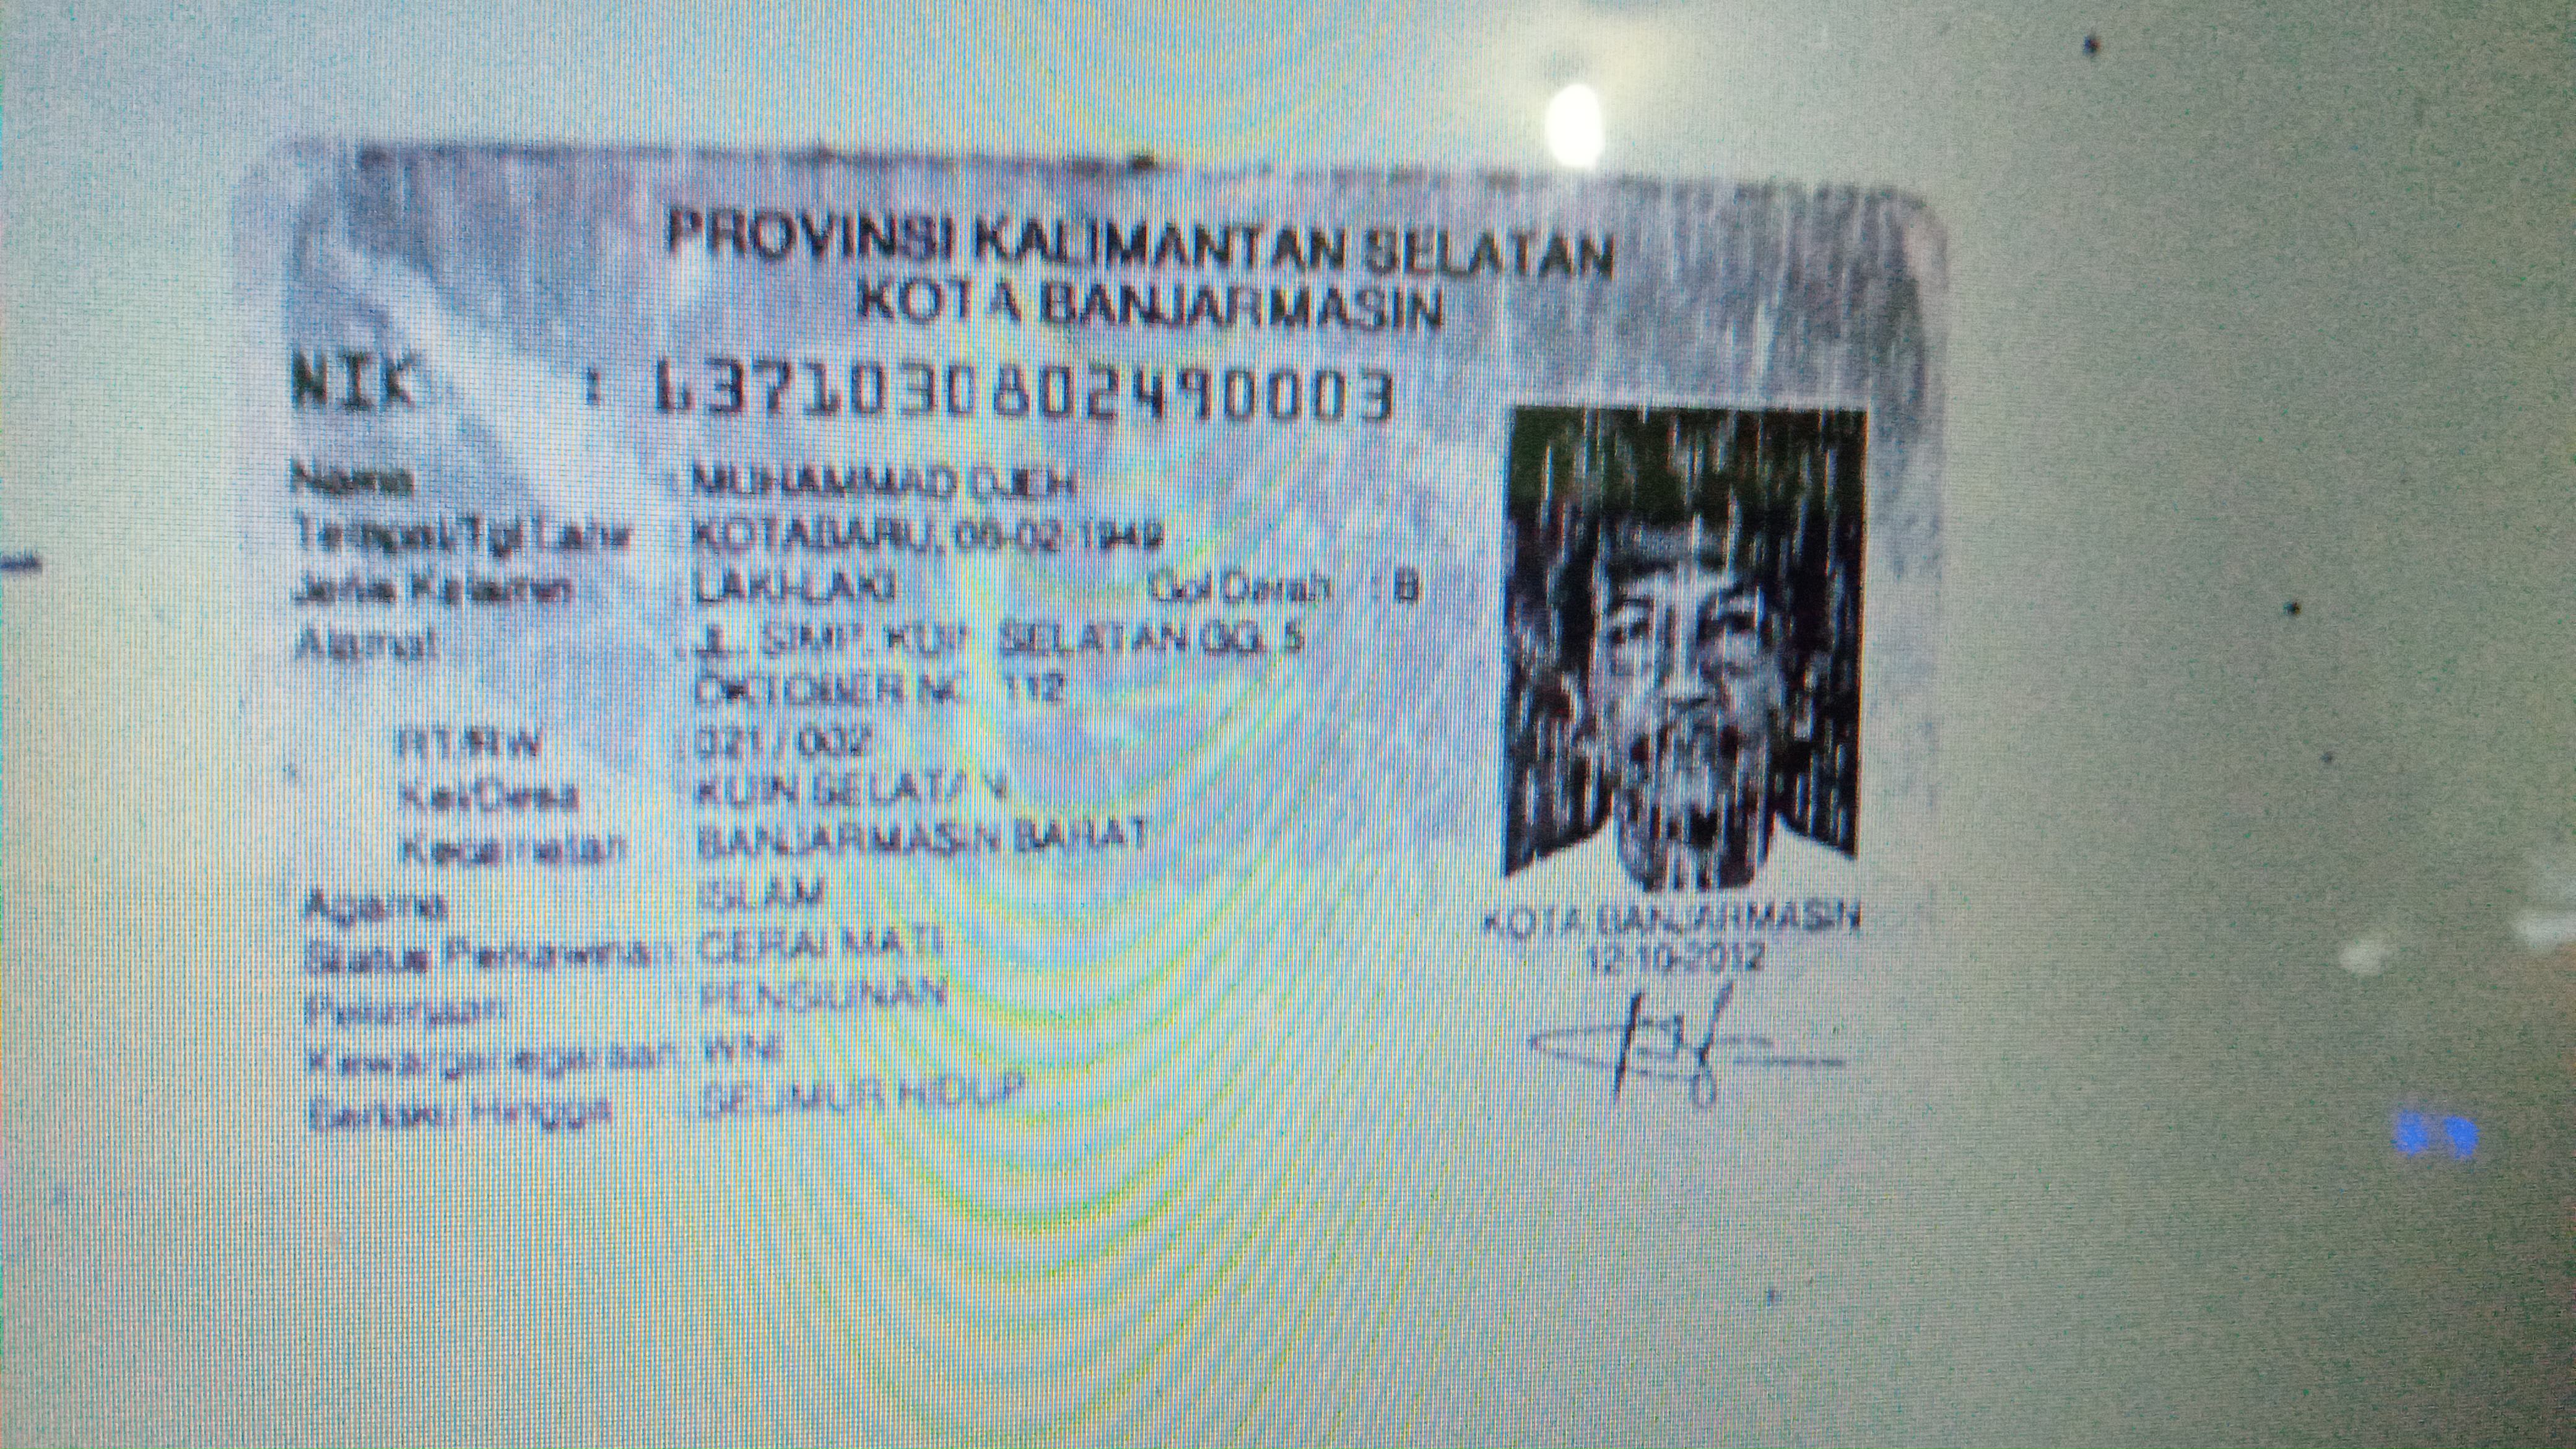 PROVINSI KALIMANTAN SELATAN
KOTA BANJARMASIN
NIK : 6371030802490003
Nama : MUHAMMAD DJEH
Tempat/Tgl Lahir : KOTABARU, 08-02-1949
Jenis Kelamin : LAKI-LAKI Gol Darah : B
Alamat : JL. SIMP. KUIN SELATAN GG. 5
OKTOBER NO. 112
RT/RW : 021 / 002
Kel/Desa : KUIN SELATAN
Kecamatan : BANJARMASIN BARAT
Agama : ISLAM
Status Perkawinan : CERAI MATI
Pekerjaan : PENSIUNAN
Kewarganegaraan : WNI
Berlaku Hingga : SEUMUR HIDUP
KOTA BANJARMASIN
12-10-2012